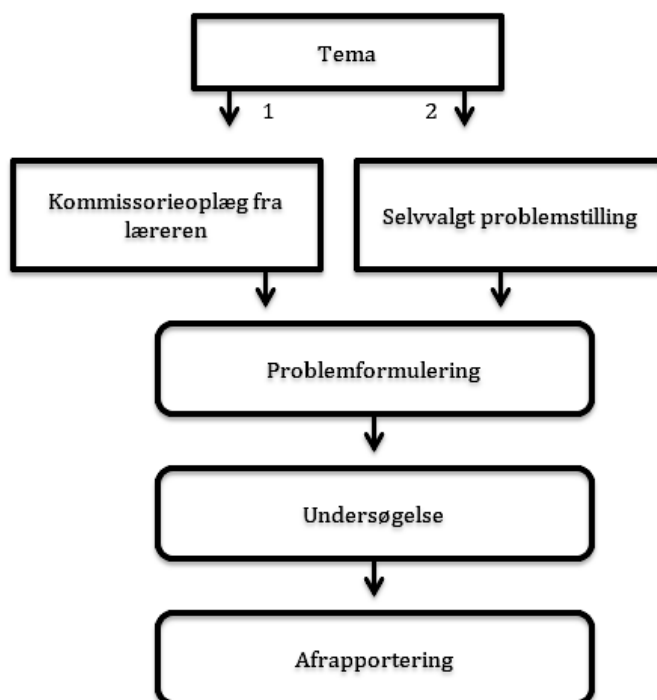 Tema
1
2
Kommissorieoplæg fra
læreren
Selvvalgt problemstilling
Problemformulering
Undersøgelse
Afrapportering